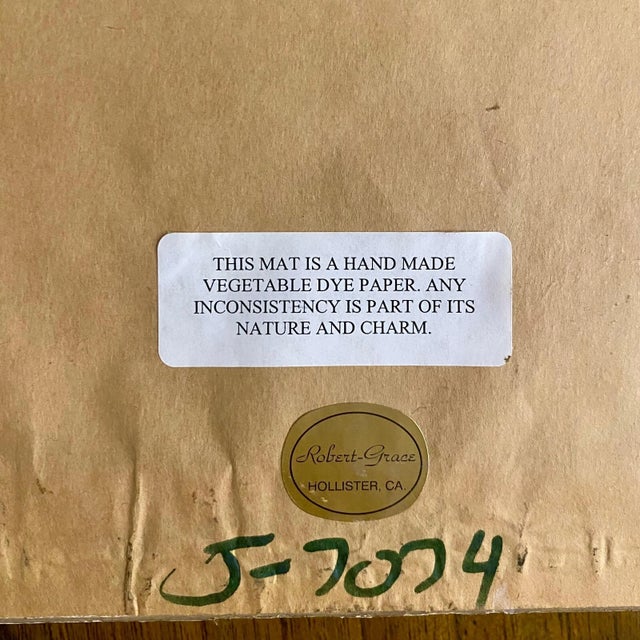 THIS MAT IS A HAND MADE
VEGETABLE DYE PAPER. ANY
INCONSISTENCY IS PART OF ITS
NATURE AND CHARM.
Robert-Grace
HOLLISTER, CA.
J-7074